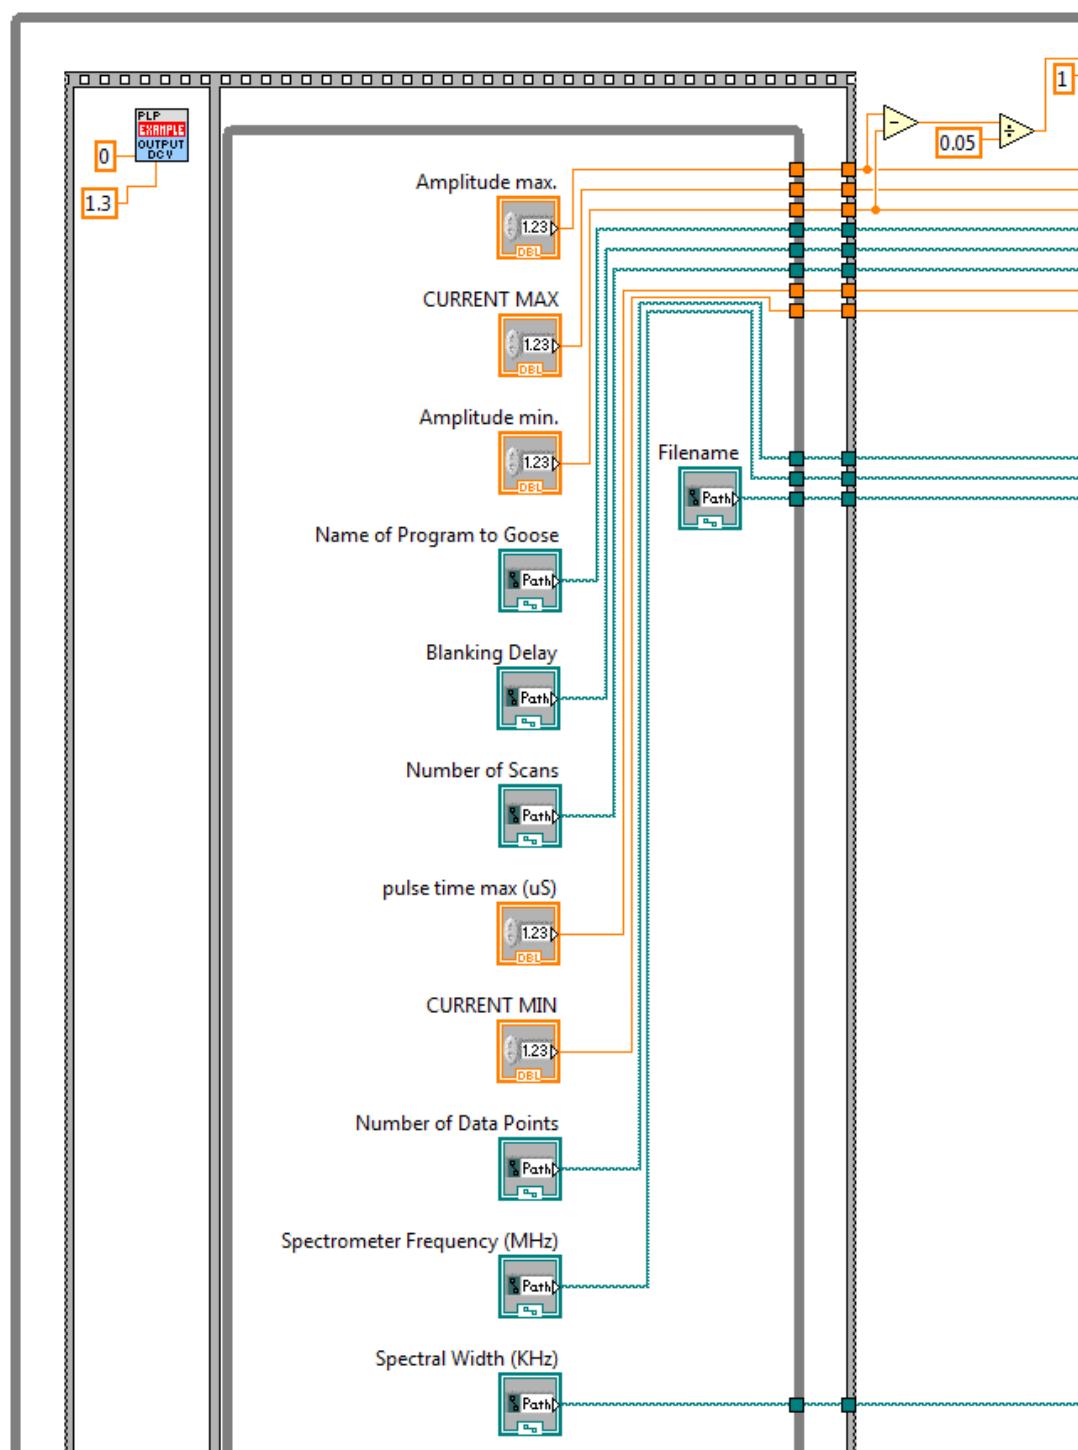 1
PLP
EXAMPLE
OUTPUT
DC V
0
1.3
0.05
Amplitude max.
1.23
DBL
CURRENT MAX
1.23
DBL
Amplitude min.
1.23
DBL
Filename
Path
Name of Program to Goose
Path
Blanking Delay
Path
Number of Scans
Path
pulse time max (uS)
1.23
DBL
CURRENT MIN
1.23
DBL
Number of Data Points
Path
Spectrometer Frequency (MHz)
Path
Spectral Width (KHz)
Path